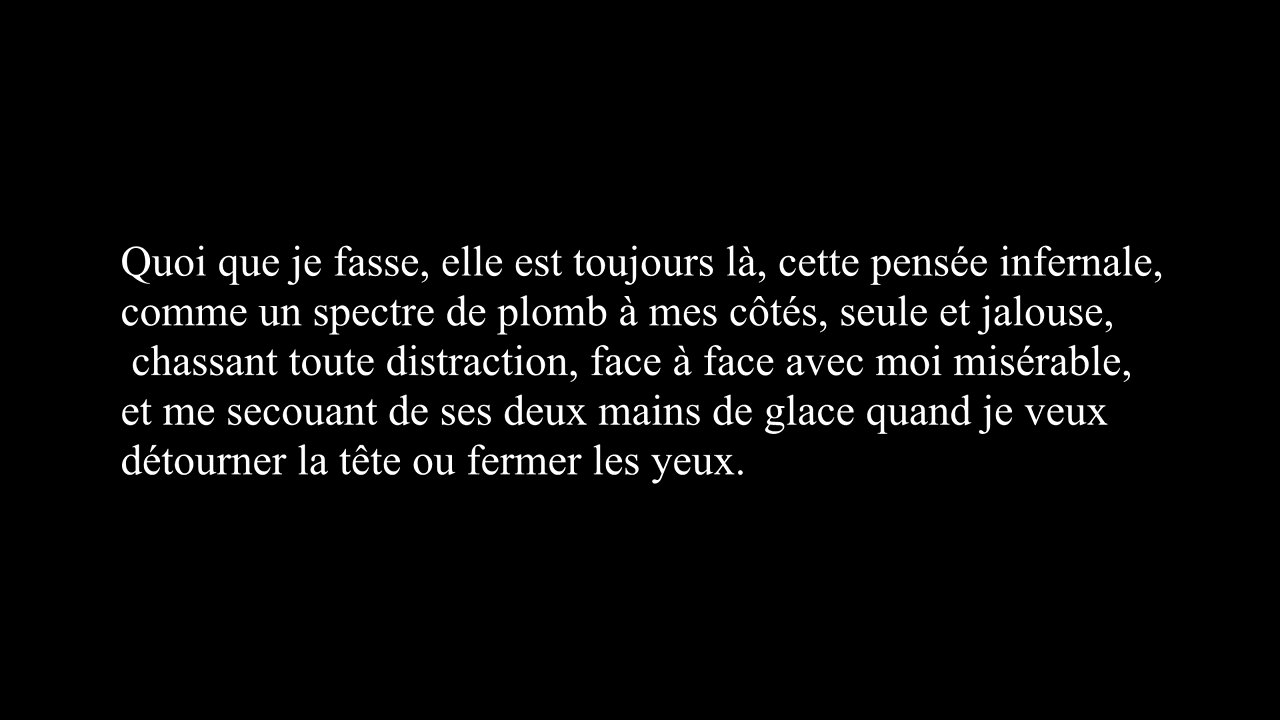 Quoi que je fasse, elle est toujours là, cette pensée infernale,
comme un spectre de plomb à mes côtés, seule et jalouse,
chassant toute distraction, face à face avec moi misérable,
et me secouant de ses deux mains de glace quand je veux
détourner la tête ou fermer les yeux.